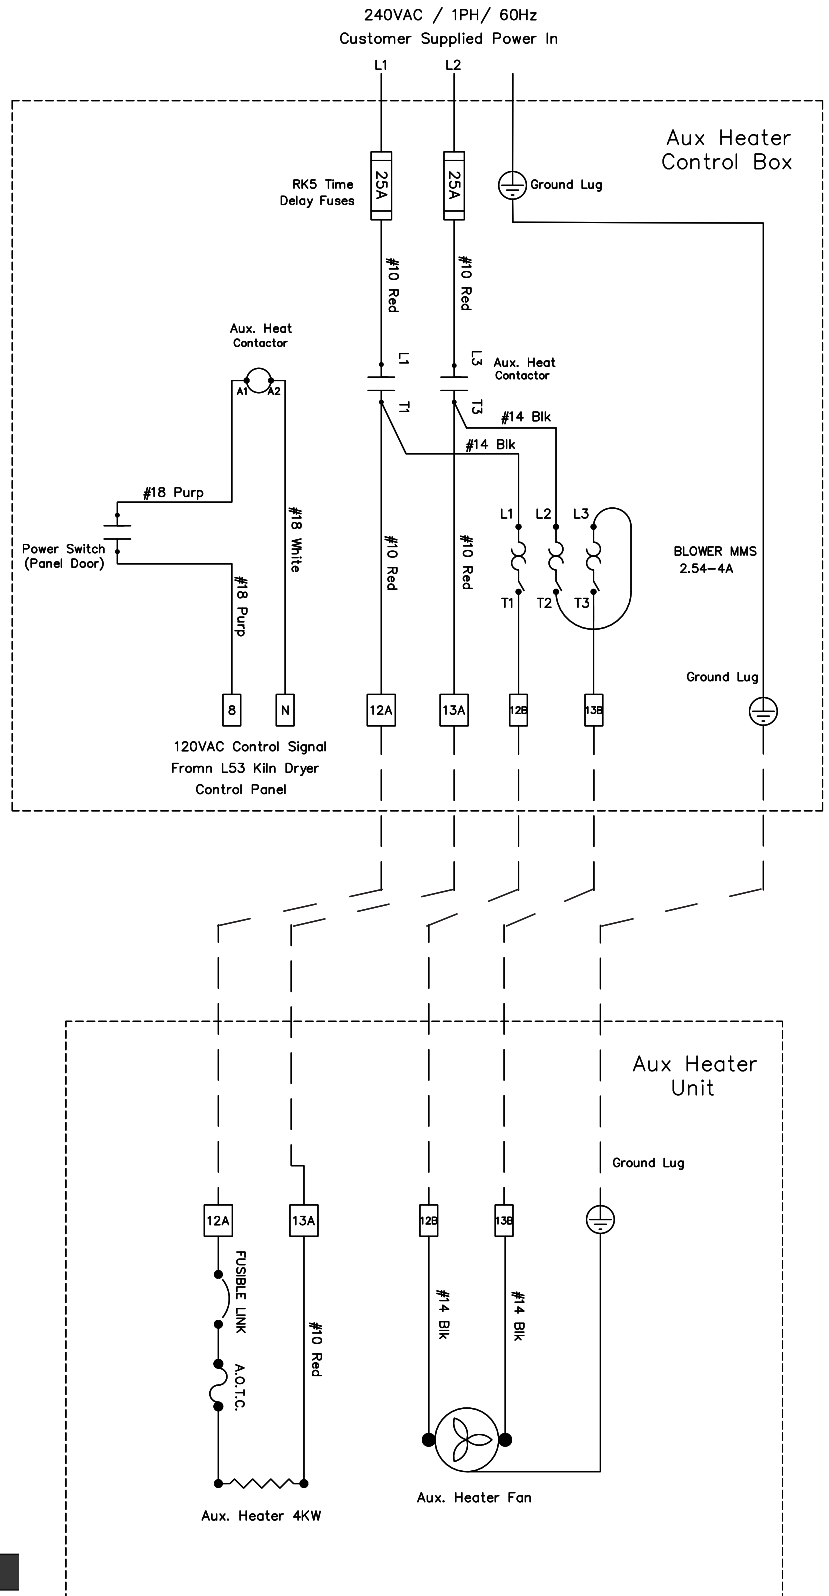 240VAC / 1PH/ 60Hz
Customer Supplied Power In
L1
L2
Aux Heater
Control Box
RK5 Time
Delay Fuses
25A
25A
Ground Lug
#10 Red
#10 Red
Aux. Heat
Contactor
L1
L3
Aux. Heat
Contactor
A1
A2
T1
T3
#14 Blk
#14 Blk
#18 Purp
#18 White
Power Switch
(Panel Door)
#10 Red
#10 Red
L1
L2
L3
BLOWER MMS
2.54-4A
T1
T2
T3
#18 Purp
Ground Lug
8
N
12A
13A
12B
13B
120VAC Control Signal
Fromn L53 Kiln Dryer
Control Panel
Aux Heater
Unit
Ground Lug
12A
13A
12B
13B
FUSIBLE LINK
#10 Red
#14 Blk
#14 Blk
A.O.T.C.
Aux. Heater Fan
Aux. Heater 4KW